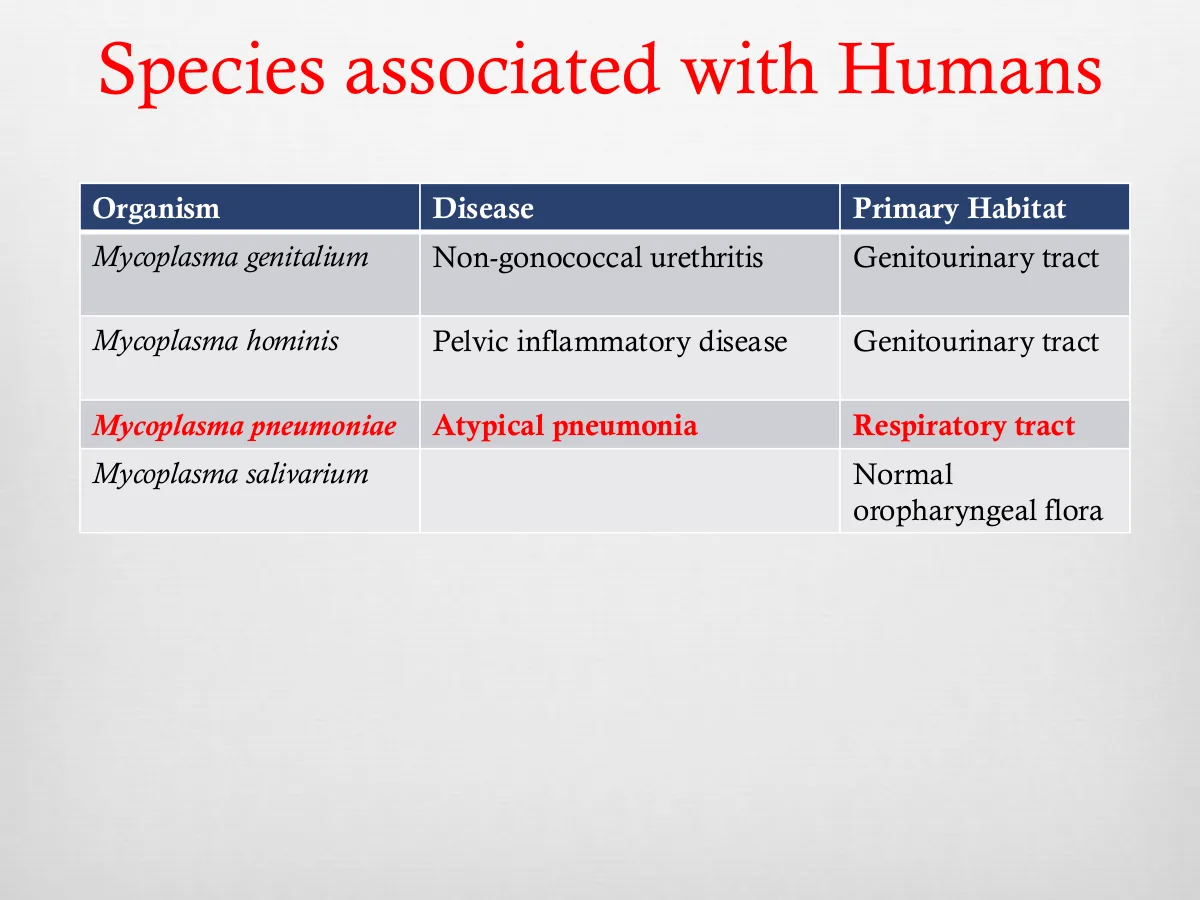 Species associated with Humans
Organism Disease Primary Habitat
Mycoplasma genitalium Non-gonococcal urethritis Genitourinary tract
Mycoplasma hominis Pelvic inflammatory disease Genitourinary tract
Mycoplasma pneumoniae Atypical pneumonia Respiratory tract
Mycoplasma salivarium Normal
oropharyngeal flora